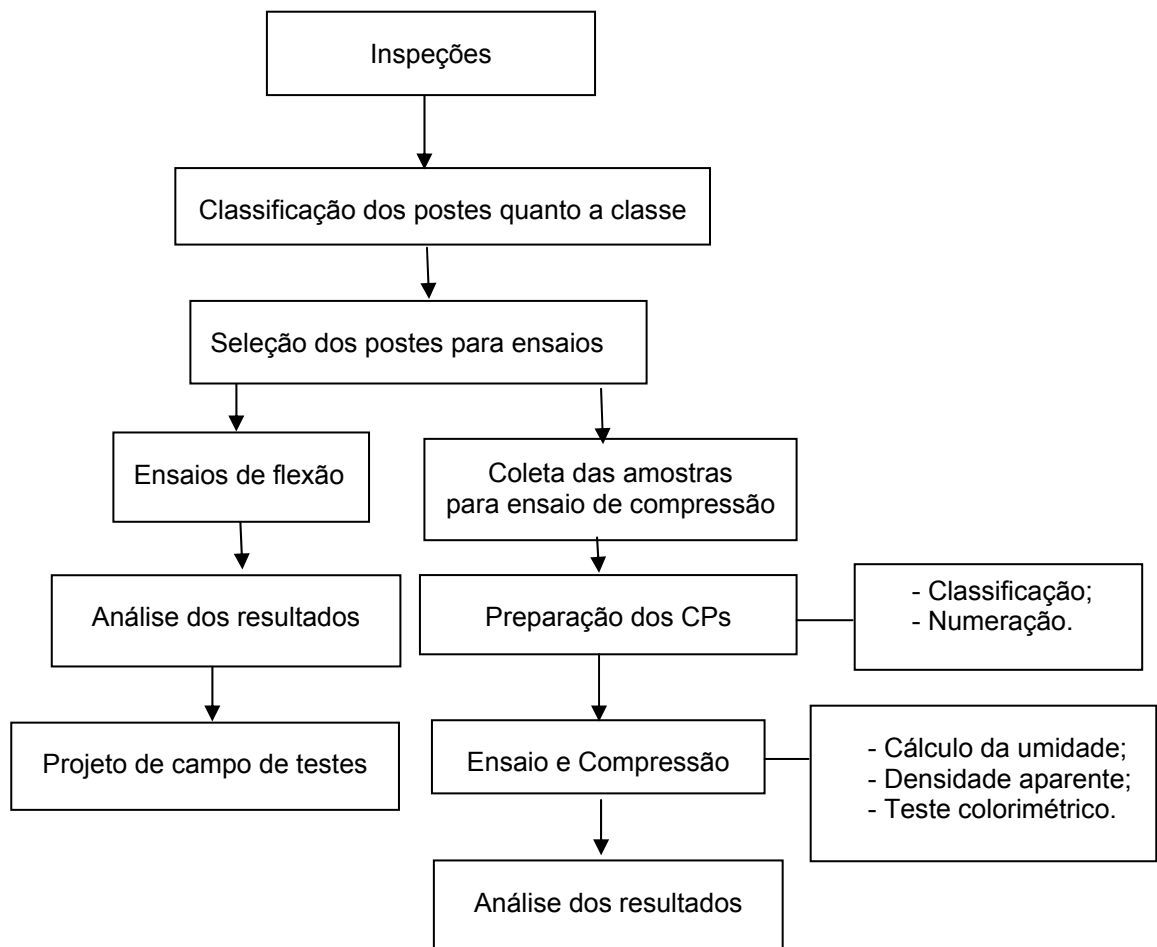 Inspeções
Classificação dos postes quanto a classe
Seleção dos postes para ensaios
Ensaios de flexão
Coleta das amostras
para ensaio de compressão
Análise dos resultados
Preparação dos CPs
- Classificação;
- Numeração.
Projeto de campo de testes
Ensaio e Compressão
- Cálculo da umidade;
- Densidade aparente;
- Teste colorimétrico.
Análise dos resultados